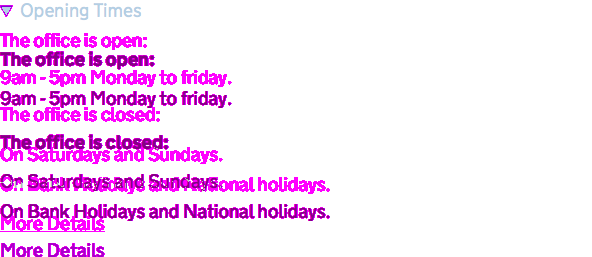 Opening Times
The office is open:
The office is open:
9am - 5pm Monday to friday.
9am - 5pm Monday to friday.
The office is closed:
The office is closed:
On Saturdays and Sundays.
On Saturdays and Sundays.
On Bank Holidays and National holidays.
On Bank Holidays and National holidays.
More Details
More Details